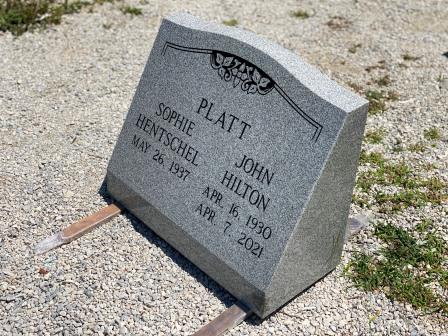 PLATT
SOPHIE
HENTSCHEL
MAY 26, 1937
JOHN
HILTON
APR. 16, 1930
APR. 7, 2021